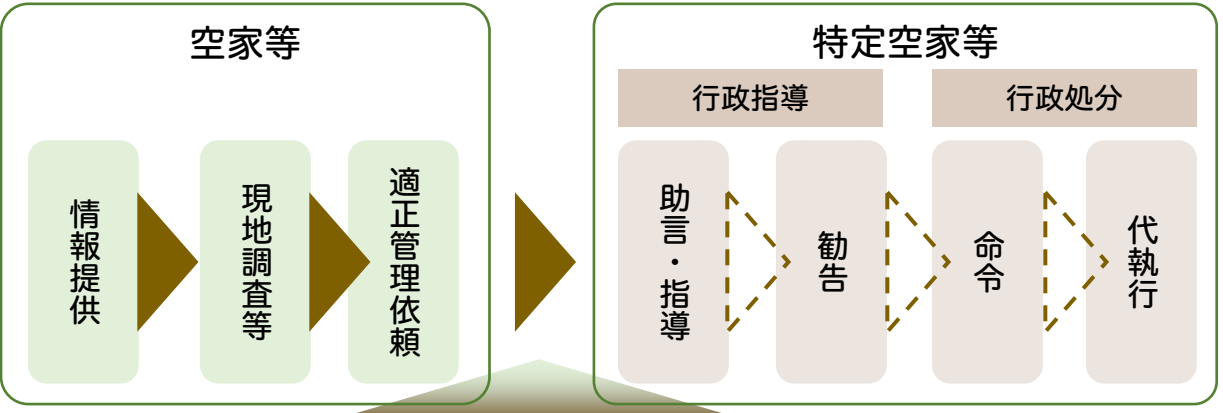 空家等
情報提供
現地調査等
適正管理依頼
特定空家等
行政指導
行政処分
助言・指導
勧告
命令
代執行